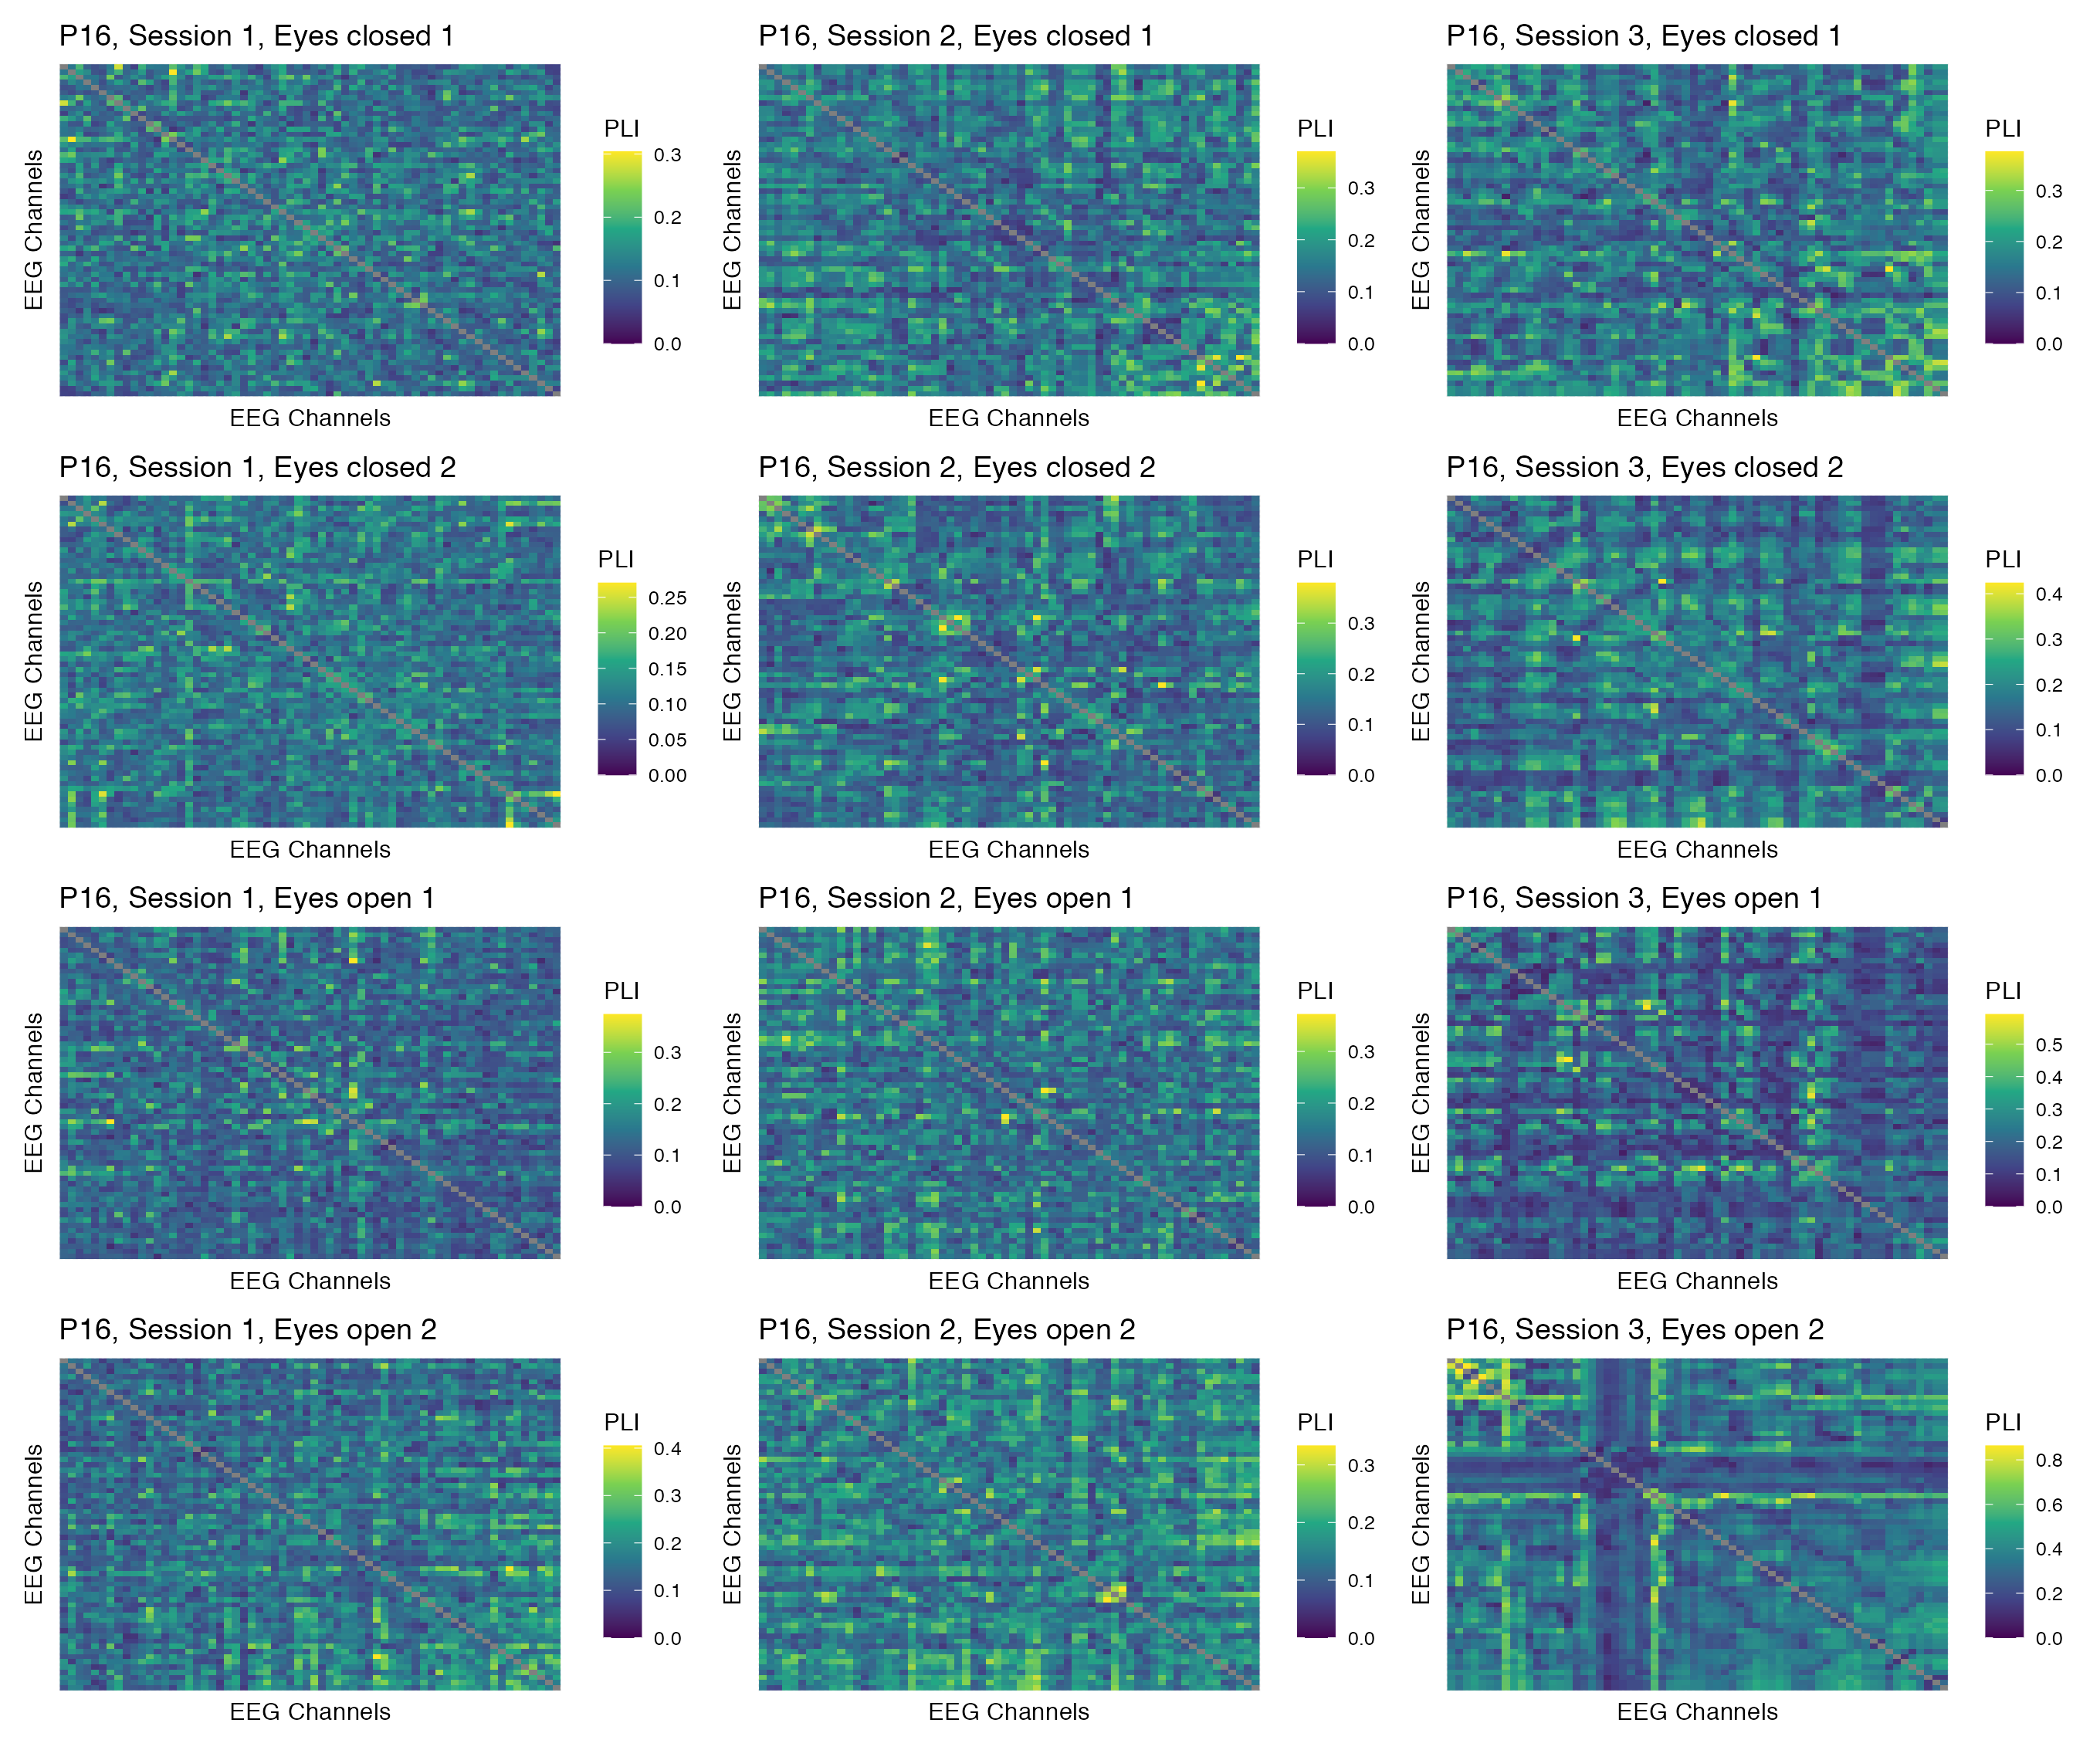 P16, Session 1, Eyes closed 1
EEG Channels
EEG Channels
PLI
0.3
0.2
0.1
0.0
P16, Session 2, Eyes closed 1
EEG Channels
EEG Channels
PLI
0.3
0.2
0.1
0.0
P16, Session 3, Eyes closed 1
EEG Channels
EEG Channels
PLI
0.3
0.2
0.1
0.0
P16, Session 1, Eyes closed 2
EEG Channels
EEG Channels
PLI
0.25
0.20
0.15
0.10
0.05
0.00
P16, Session 2, Eyes closed 2
EEG Channels
EEG Channels
PLI
0.3
0.2
0.1
0.0
P16, Session 3, Eyes closed 2
EEG Channels
EEG Channels
PLI
0.4
0.3
0.2
0.1
0.0
P16, Session 1, Eyes open 1
EEG Channels
EEG Channels
PLI
0.3
0.2
0.1
0.0
P16, Session 2, Eyes open 1
EEG Channels
EEG Channels
PLI
0.3
0.2
0.1
0.0
P16, Session 3, Eyes open 1
EEG Channels
EEG Channels
PLI
0.5
0.4
0.3
0.2
0.1
0.0
P16, Session 1, Eyes open 2
EEG Channels
EEG Channels
PLI
0.4
0.3
0.2
0.1
0.0
P16, Session 2, Eyes open 2
EEG Channels
EEG Channels
PLI
0.3
0.2
0.1
0.0
P16, Session 3, Eyes open 2
EEG Channels
EEG Channels
PLI
0.8
0.6
0.4
0.2
0.0